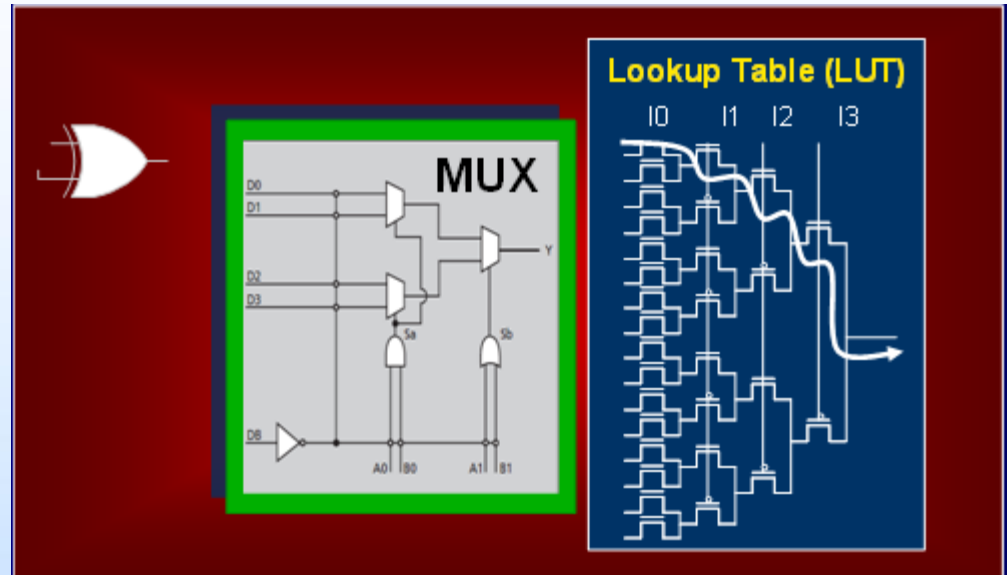 Lookup Table (LUT)
I0 I1 I2 I3
MUX
D0
D1
Y
D2
D3
Sa Sb
DB
A0 B0 A1 B1